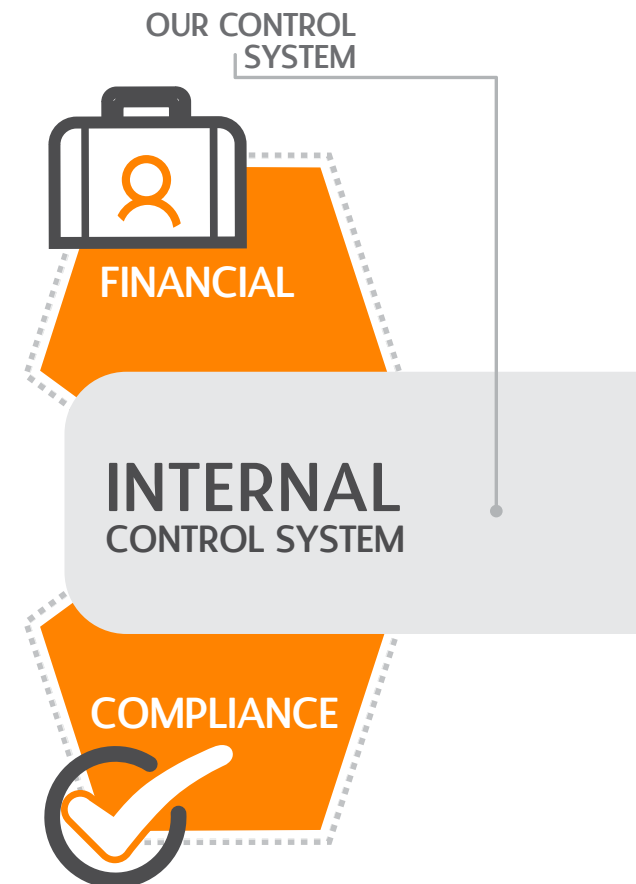 OUR CONTROL
SYSTEM
FINANCIAL
INTERNAL
CONTROL SYSTEM
COMPLIANCE